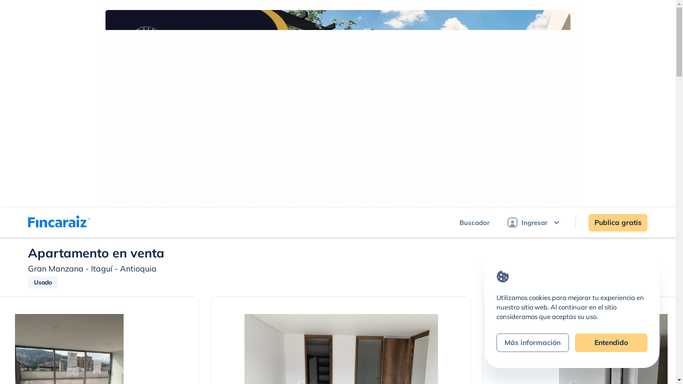 Fincaraiz
Buscador
Ingresar
Publica gratis
Apartamento en venta
Gran Manzana - Itaguí - Antioquia
Usado
Utilizamos cookies para mejorar tu experiencia en
nuestro sitio web. Al continuar en el sitio
consideramos que aceptas su uso.
Más información
Entendido